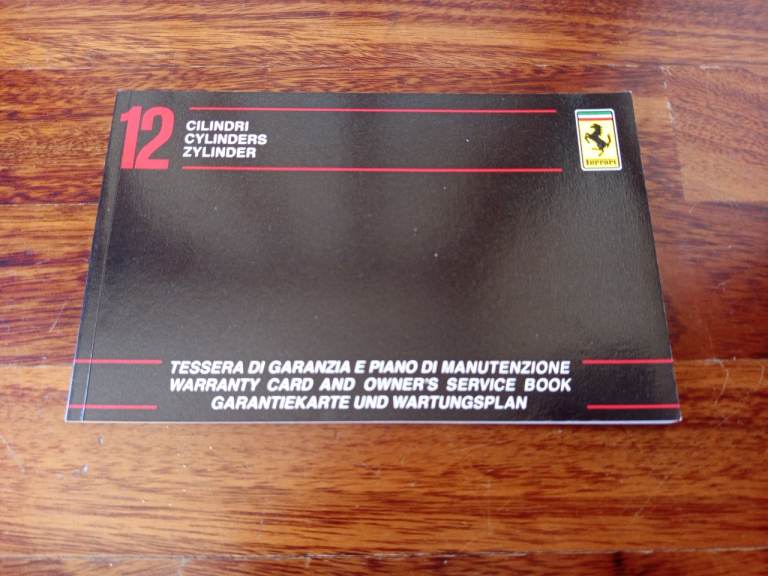 12
CILINDRI
CYLINDERS
ZYLINDER
Ferrari
TESSERA DI GARANZIA E PIANO DI MANUTENZIONE
WARRANTY CARD AND OWNER'S SERVICE BOOK
GARANTIEKARTE UND WARTUNGSPLAN